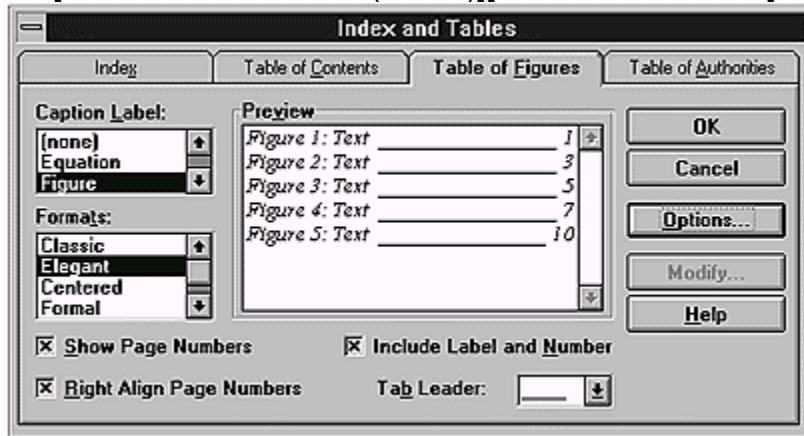 Index and Tables
Index Table of Contents Table of Figures Table of Authorities
Caption Label:
(none)
Equation
Figure
Formats:
Classic
Elegant
Centered
Formal
Preview
Figure 1: Text 1
Figure 2: Text 3
Figure 3: Text 5
Figure 4: Text 7
Figure 5: Text 10
OK
Cancel
Options...
Modify...
Help
Show Page Numbers
Include Label and Number
Right Align Page Numbers
Tab Leader: ____